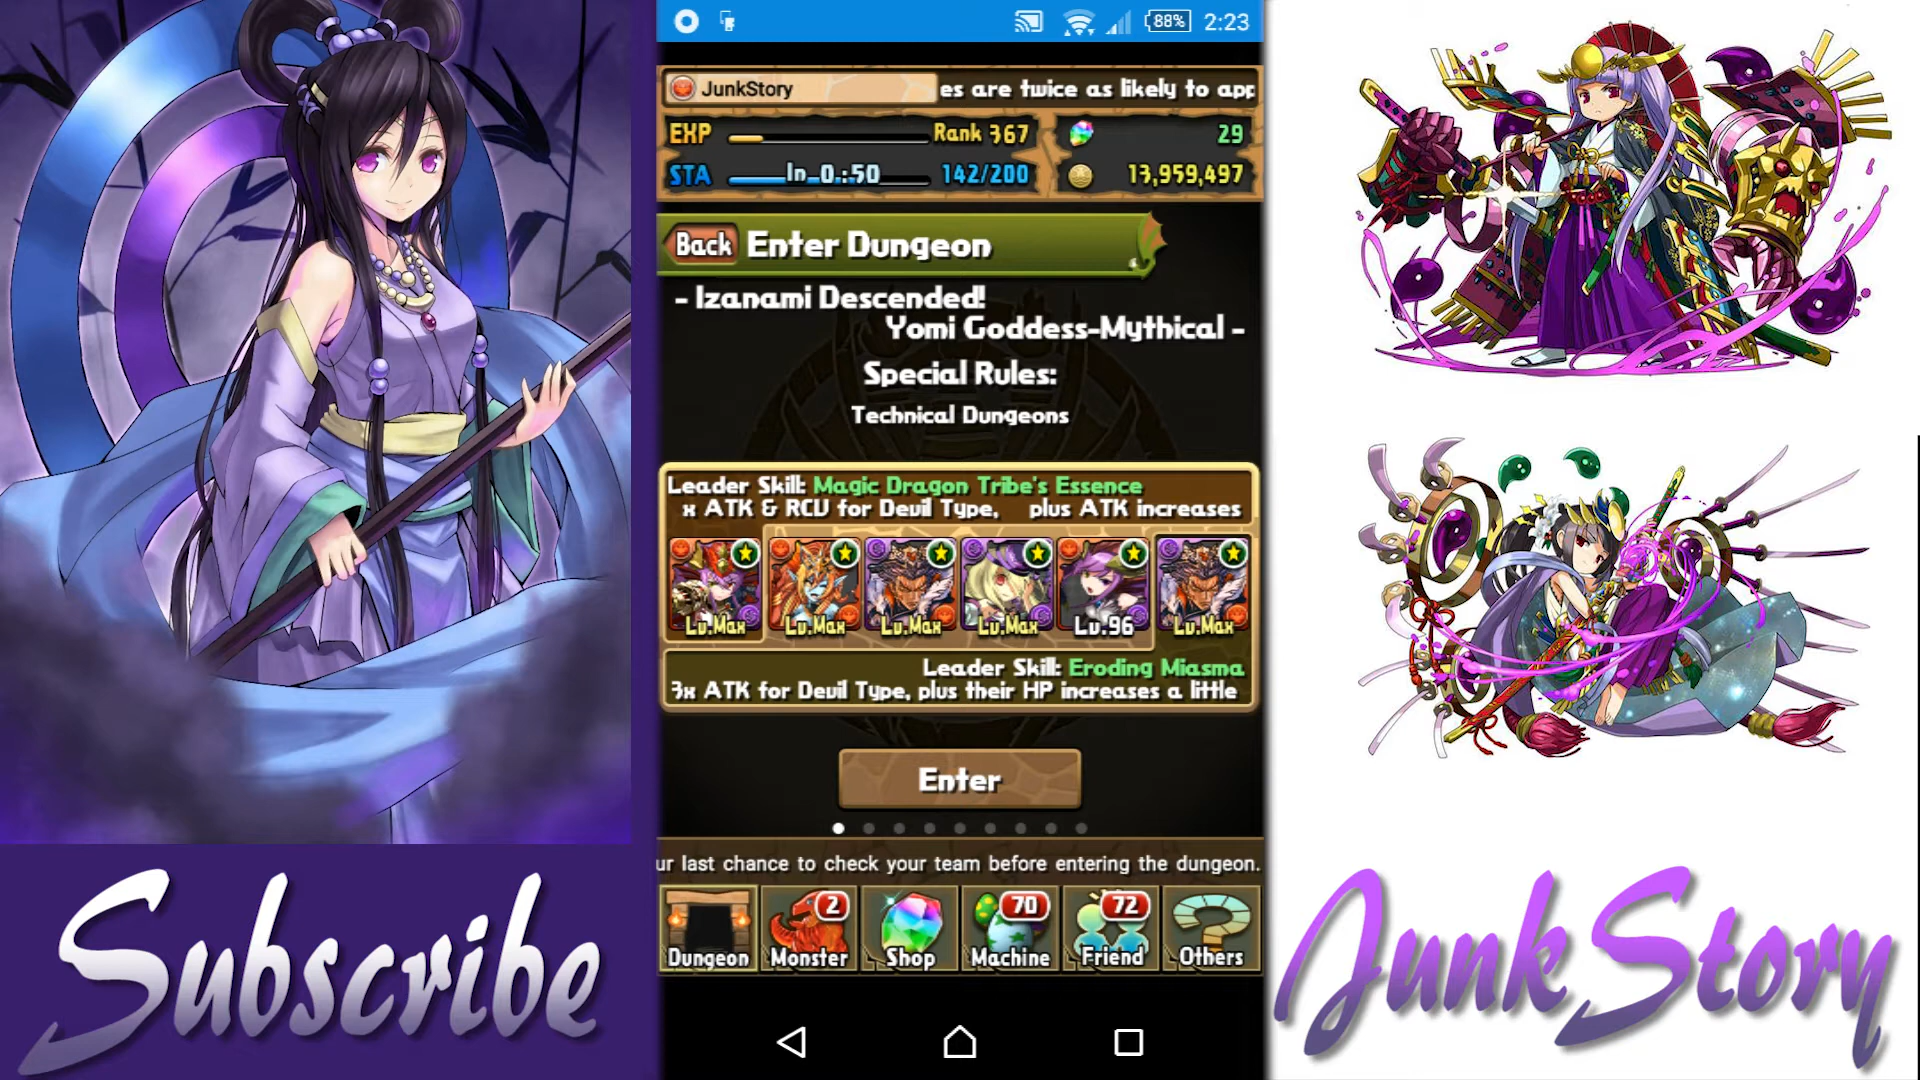 88% 2:23
JunkStory es are twice as likely to app
EXP Rank 367 29
STA In 0:50 142/200 13,959,497
Back Enter Dungeon
- Izanami Descended!
Yomi Goddess-Mythical -
Special Rules:
Technical Dungeons
Leader Skill: Magic Dragon Tribe's Essence
x ATK & RCV for Devil Type, plus ATK increases
Lv.Max Lv.Max Lv.Max Lv.Max Lv.96 Lv.Max
Leader Skill: Eroding Miasma
3x ATK for Devil Type, plus their HP increases a little
Enter
ur last chance to check your team before entering the dungeon.
2 70 72
Dungeon Monster Shop Machine Friend Others
Subscribe
JunkStory